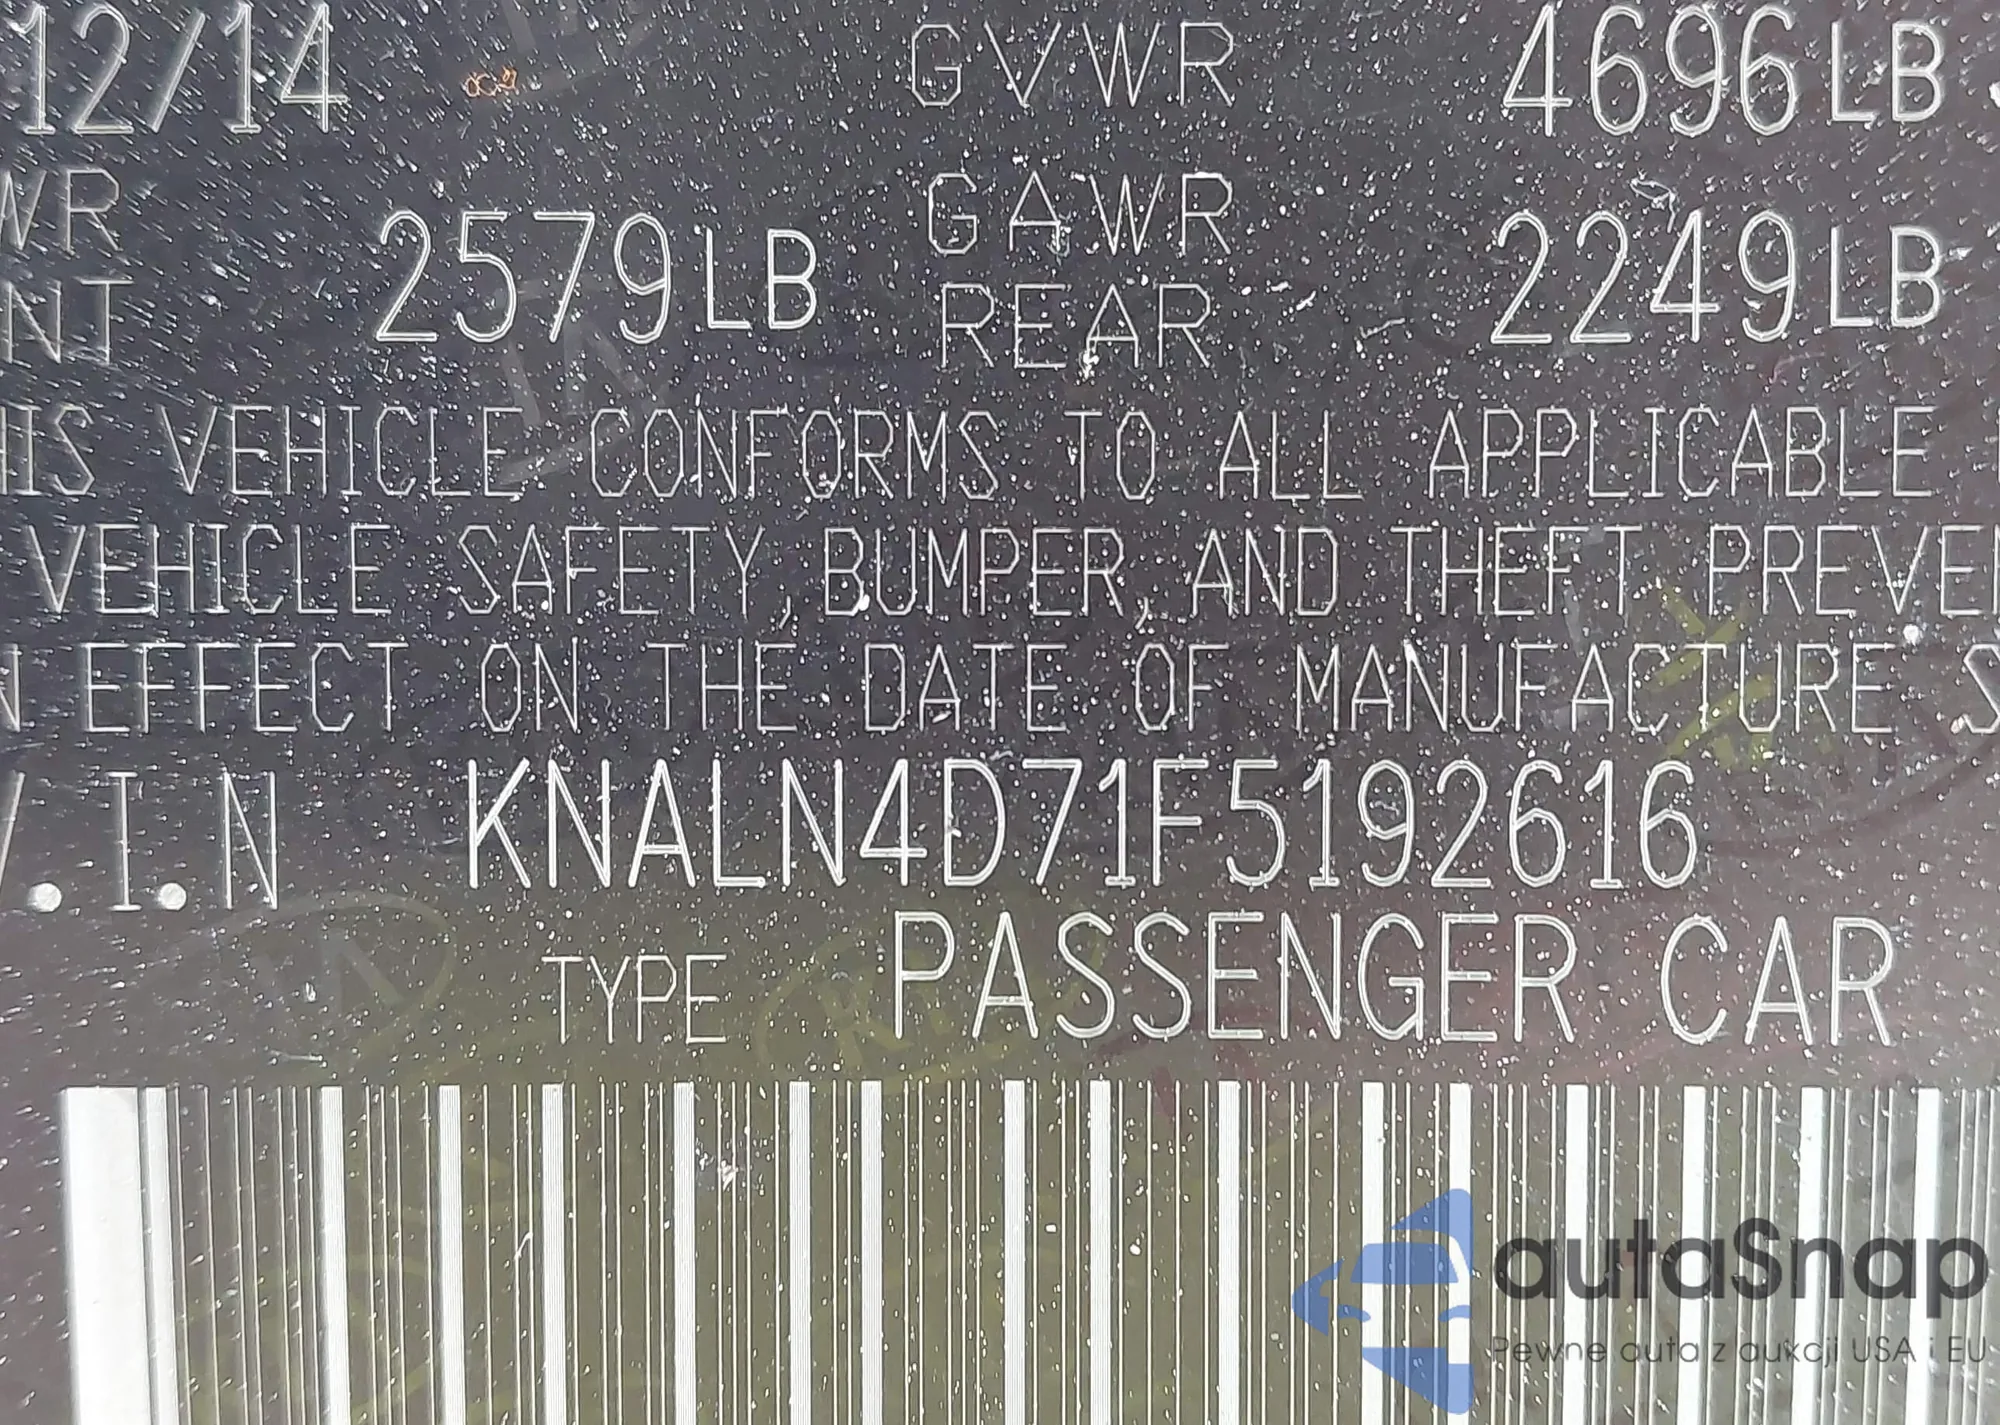 12/14 GVWR 4696LB
WR 2579LB GAWR 2249LB
NT REAR
HIS VEHICLE CONFORMS TO ALL APPLICABLE
VEHICLE SAFETY, BUMPER, AND THEFT PREVEN
N EFFECT ON THE DATE OF MANUFACTURE S
V.I.N KNALN4D71F5192616
TYPE PASSENGER CAR
autaSnap
Pewne auta z aukcji USA i EU